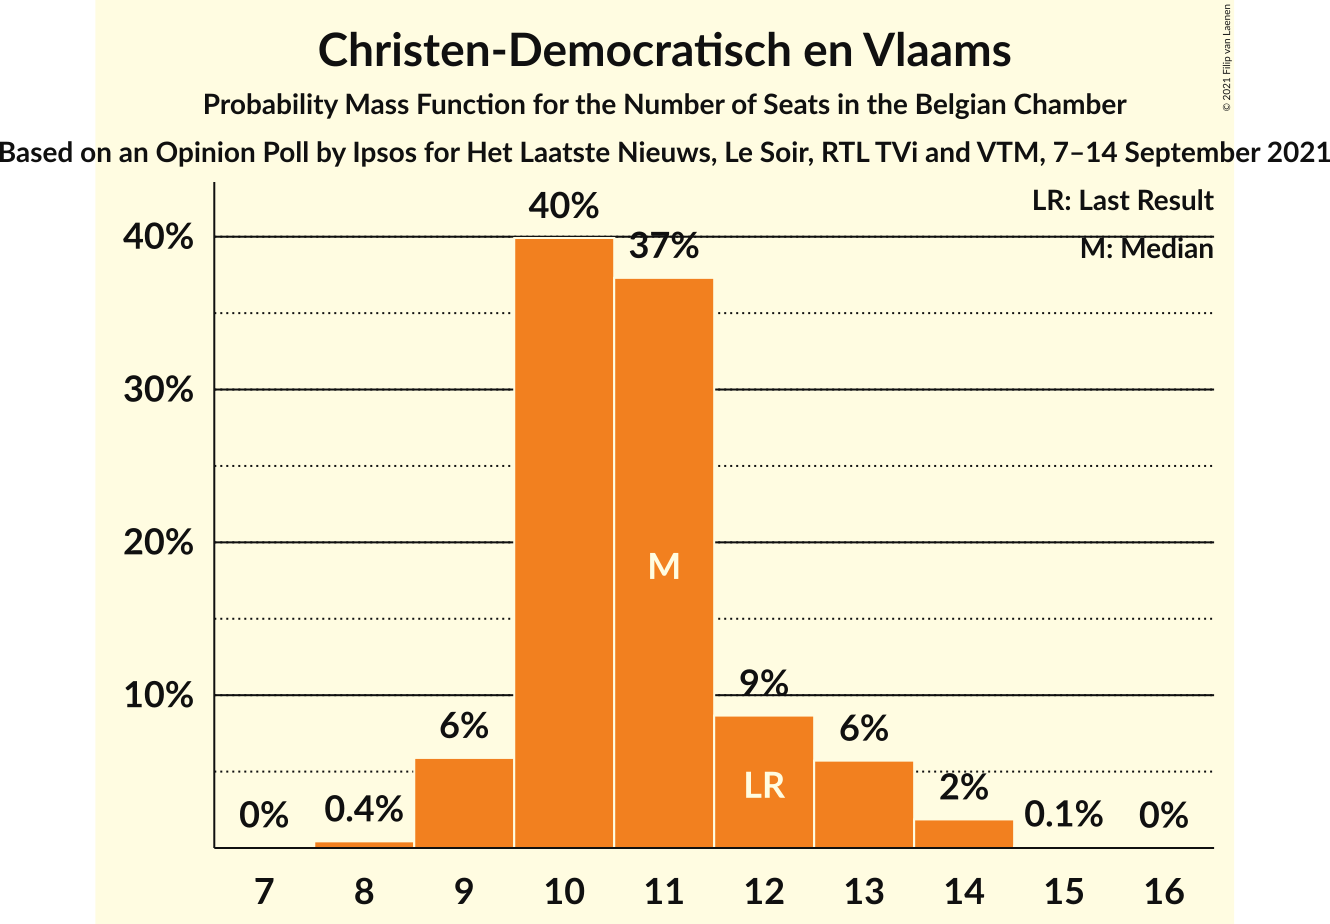 Christen-Democratisch en Vlaams
Probability Mass Function for the Number of Seats in the Belgian Chamber
Based on an Opinion Poll by Ipsos for Het Laatste Nieuws, Le Soir, RTL TVi and VTM, 7–14 September 2021
© 2021 Filip van Laenen
LR: Last Result
M: Median
40%
30%
20%
10%
0%
0.4%
6%
40%
37%
9%
6%
2%
0.1%
0%
M
LR
7 8 9 10 11 12 13 14 15 16